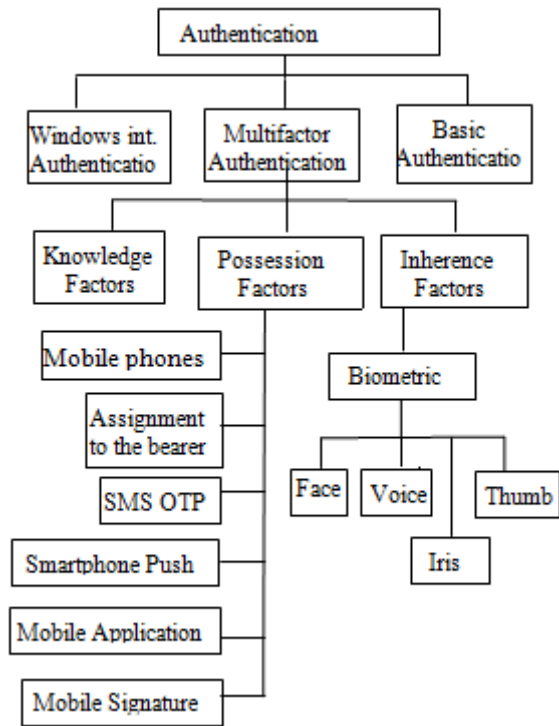 Authentication
Windows int.
Authenticatio
Multifactor
Authentication
Basic
Authenticatio
Knowledge
Factors
Possession
Factors
Inherence
Factors
Mobile phones
Assignment
to the bearer
SMS OTP
Smartphone Push
Mobile Application
Mobile Signature
Biometric
Face
Voice
Thumb
Iris